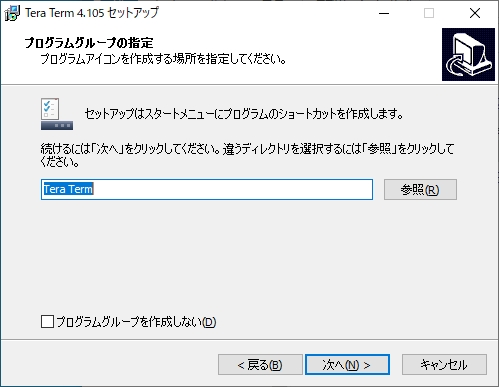 Tera Term 4.105 セットアップ
プログラムグループの指定
プログラムアイコンを作成する場所を指定してください。
セットアップはスタートメニューにプログラムのショートカットを作成します。
続けるには「次へ」をクリックしてください。違うディレクトリを選択するには「参照」をクリックして
ください。
Tera Term
参照(R)
プログラムグループを作成しない(D)
< 戻る(B)
次へ(N) >
キャンセル